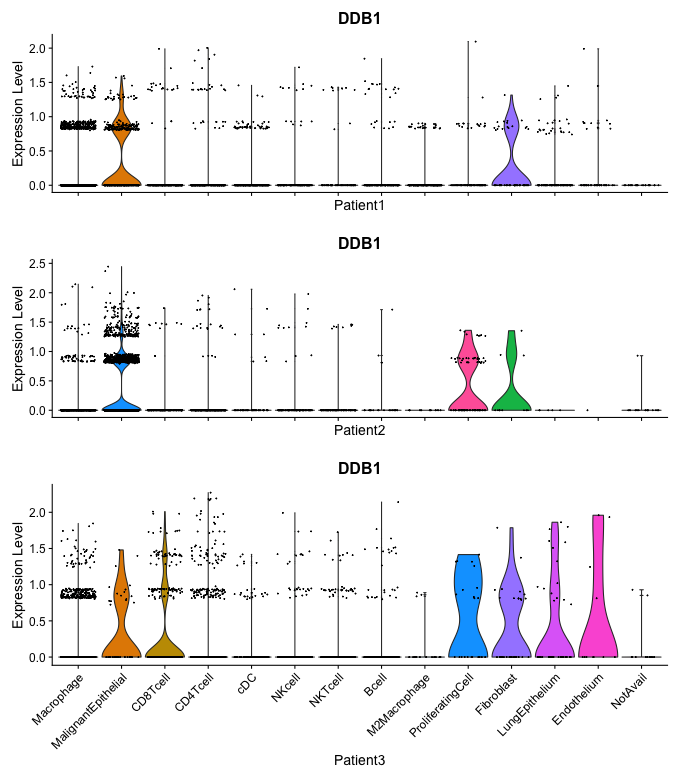 DDB1
Expression Level
2.0
1.5
1.0
0.5
0.0
Patient1
DDB1
Expression Level
2.5
2.0
1.5
1.0
0.5
0.0
Patient2
DDB1
Expression Level
2.0
1.5
1.0
0.5
0.0
Macrophage
MalignantEpithelial
CD8Tcell
CD4Tcell
cDC
NKcell
NKTcell
Bcell
M2Macrophage
ProliferatingCell
Fibroblast
LungEpithelium
Endothelium
NotAvail
Patient3